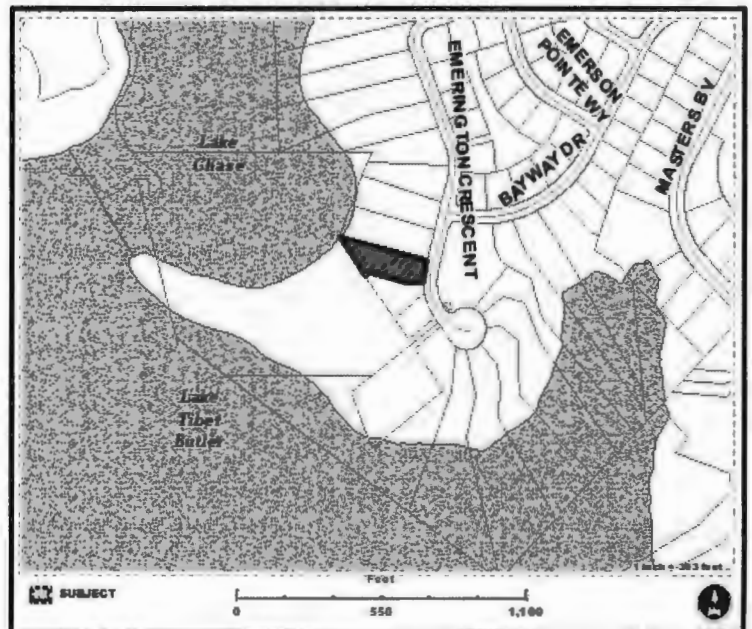 EMERSON
POINTE WY
EMERINGTON CRESCENT
MASTERS BV
BAYWAY DR
Lake
Chase
Lake
Tibet
Butler
Feet
SUBJECT
0 550 1,100